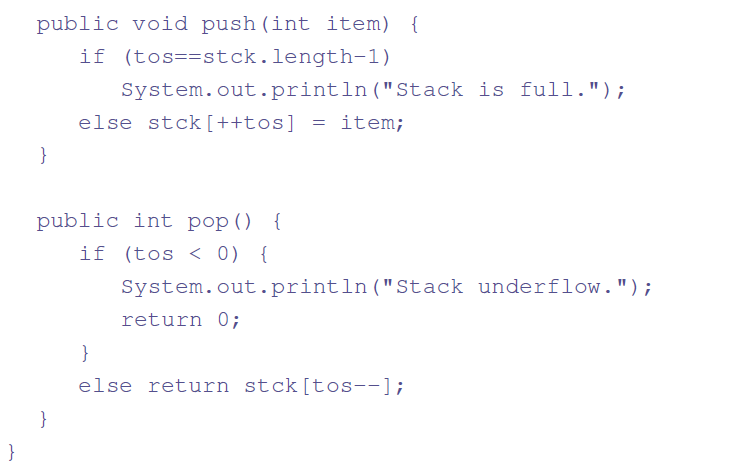 public void push(int item) {
if (tos==stck.length-1)
System.out.println("Stack is full.");
else stck[++tos] = item;
}
public int pop() {
if (tos < 0) {
System.out.println("Stack underflow.");
return 0;
}
else return stck[tos--];
}
}